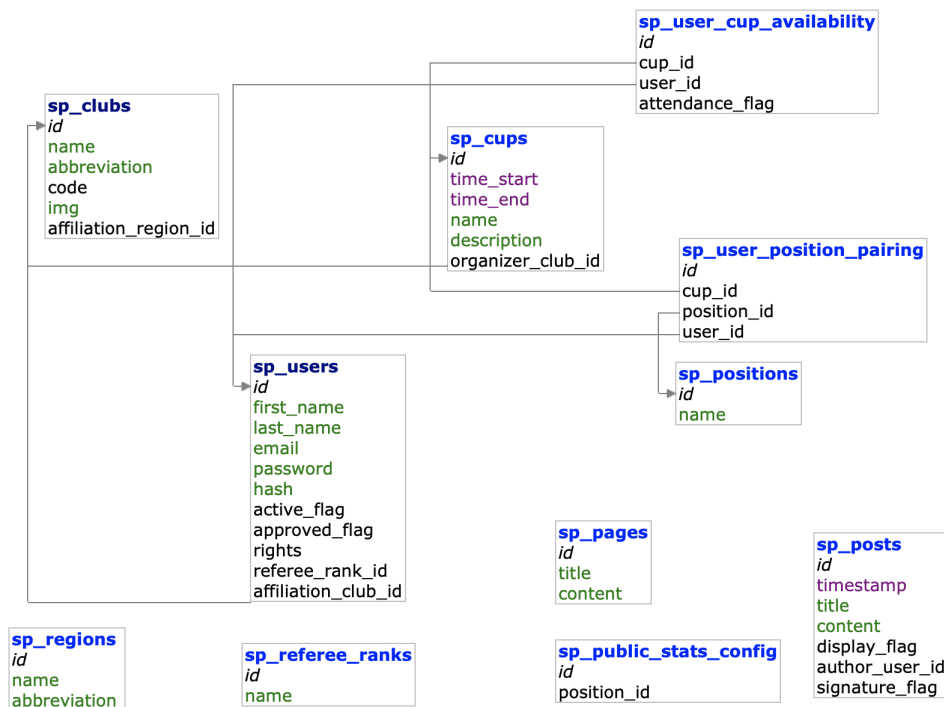 sp_user_cup_availability
id
cup_id
user_id
attendance_flag
sp_clubs
id
name
abbreviation
code
img
affiliation_region_id
sp_cups
id
time_start
time_end
name
description
organizer_club_id
sp_user_position_pairing
id
cup_id
position_id
user_id
sp_users
id
first_name
last_name
email
password
hash
active_flag
approved_flag
rights
referee_rank_id
affiliation_club_id
sp_positions
id
name
sp_pages
id
title
content
sp_posts
id
timestamp
title
content
display_flag
author_user_id
signature_flag
sp_regions
id
name
abbreviation
sp_referee_ranks
id
name
sp_public_stats_config
id
position_id